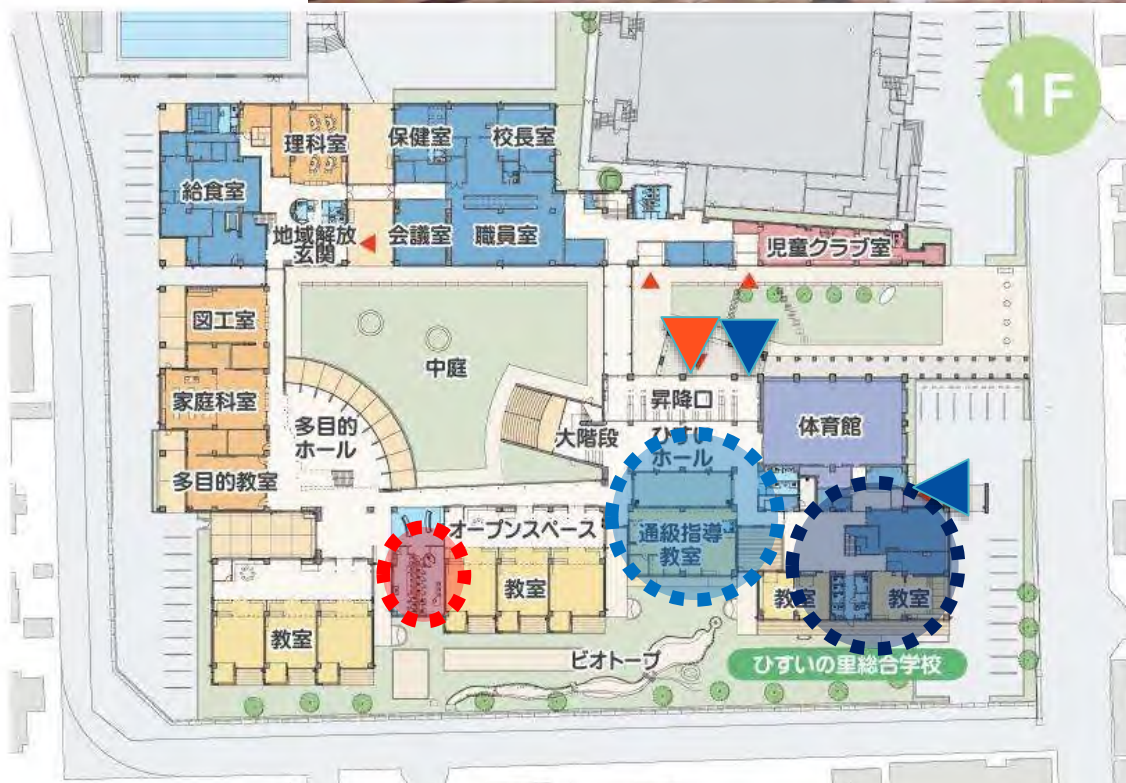 1F
理科室
保健室
校長室
給食室
地域解放
玄関
会議室
職員室
児童クラブ室
図工室
中庭
家庭科室
昇降口
多目的
ホール
大階段
ひすい
ホール
体育館
多目的教室
オープンスペース
通級指導
教室
教室
教室
教室
教室
ビオトープ
ひすいの里総合学校